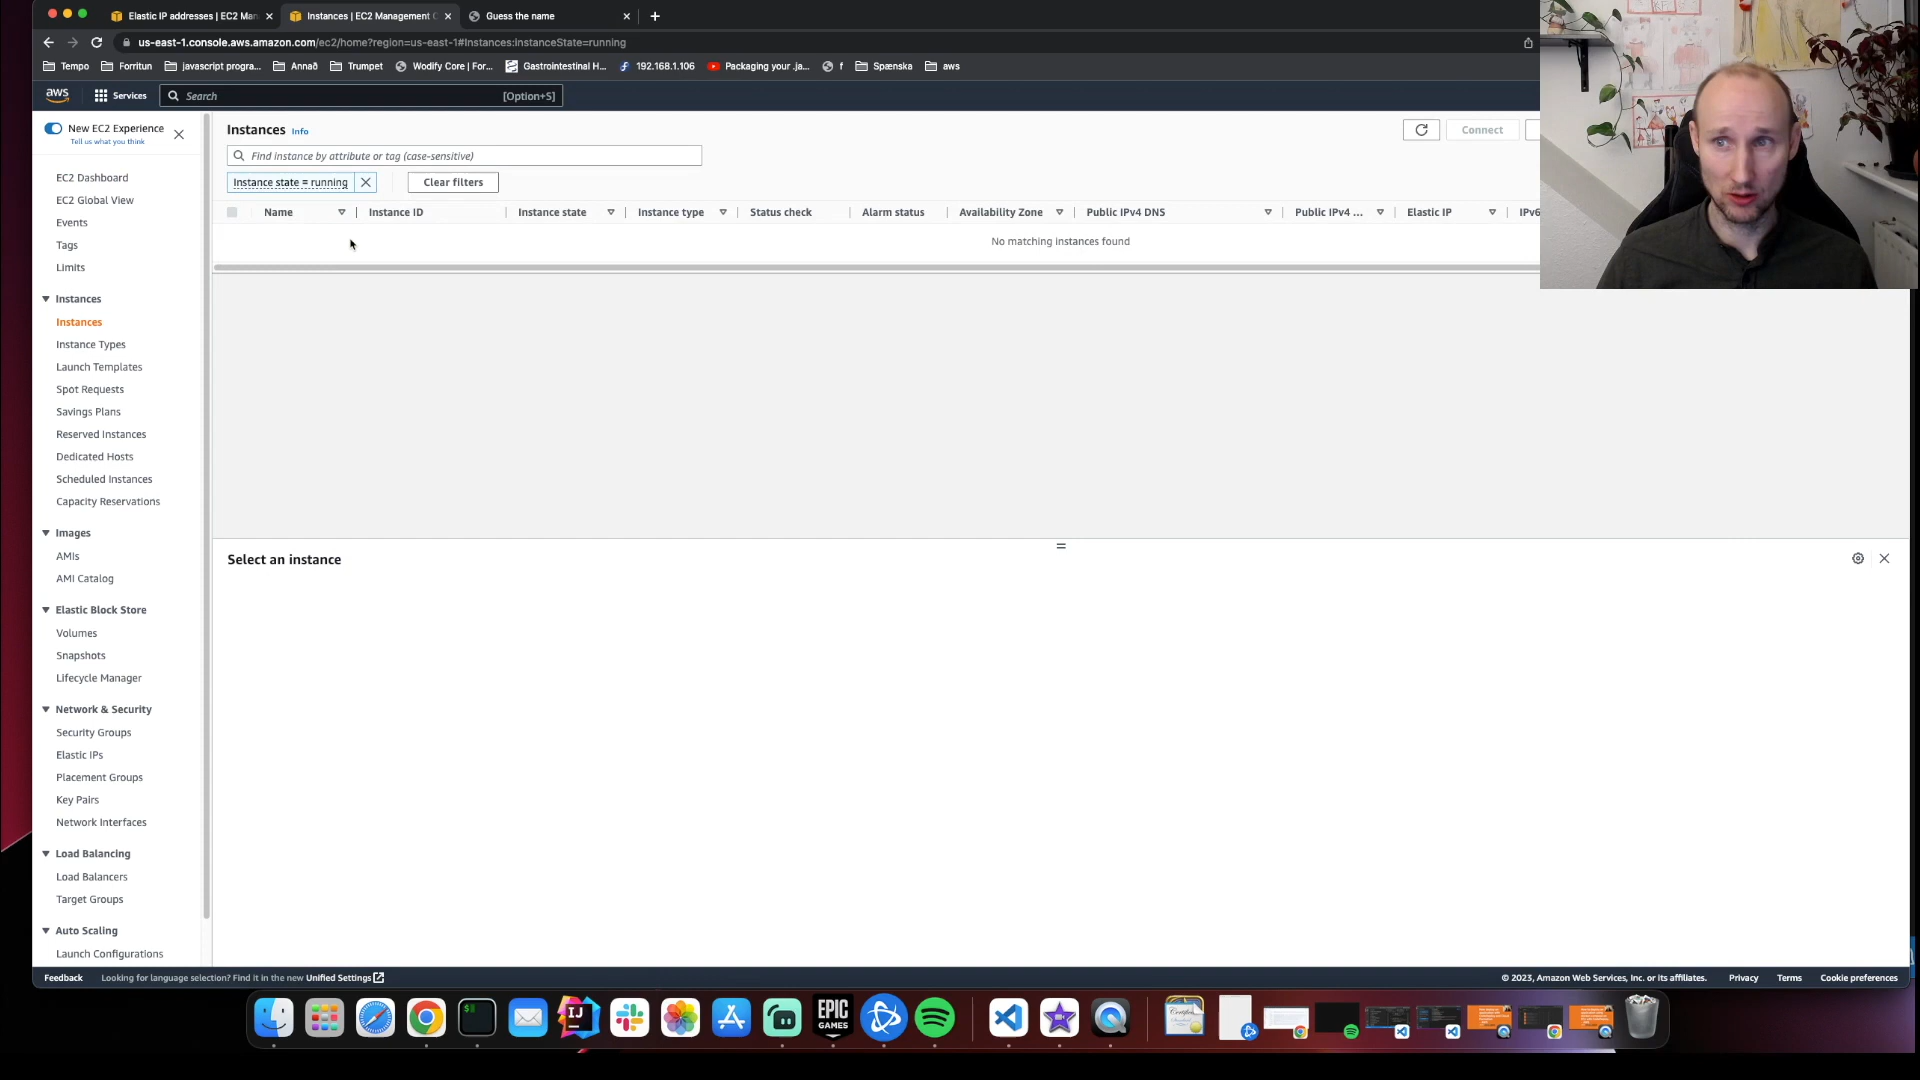 Elastic IP addresses | EC2 Man
Instances | EC2 Management C
Guess the name
us-east-1.console.aws.amazon.com/ec2/home?region=us-east-1#Instances:instanceState=running
Tempo
Forritun
javascript progra...
Annað
Trumpet
Wodify Core | For...
Gastrointestinal H...
192.168.1.106
Packaging your .ja...
f
Spænska
aws
aws
Services
Search
[Option+S]
New EC2 Experience
Tell us what you think
EC2 Dashboard
EC2 Global View
Events
Tags
Limits
Instances
Instances
Instance Types
Launch Templates
Spot Requests
Savings Plans
Reserved Instances
Dedicated Hosts
Scheduled Instances
Capacity Reservations
Images
AMIs
AMI Catalog
Elastic Block Store
Volumes
Snapshots
Lifecycle Manager
Network & Security
Security Groups
Elastic IPs
Placement Groups
Key Pairs
Network Interfaces
Load Balancing
Load Balancers
Target Groups
Auto Scaling
Launch Configurations
Instances Info
Connect
Find instance by attribute or tag (case-sensitive)
Instance state = running
Clear filters
Name
Instance ID
Instance state
Instance type
Status check
Alarm status
Availability Zone
Public IPv4 DNS
Public IPv4 ...
Elastic IP
IPv6
No matching instances found
Select an instance
Feedback
Looking for language selection? Find it in the new Unified Settings
© 2023, Amazon Web Services, Inc. or its affiliates.
Privacy
Terms
Cookie preferences
IJ
EPIC
GAMES